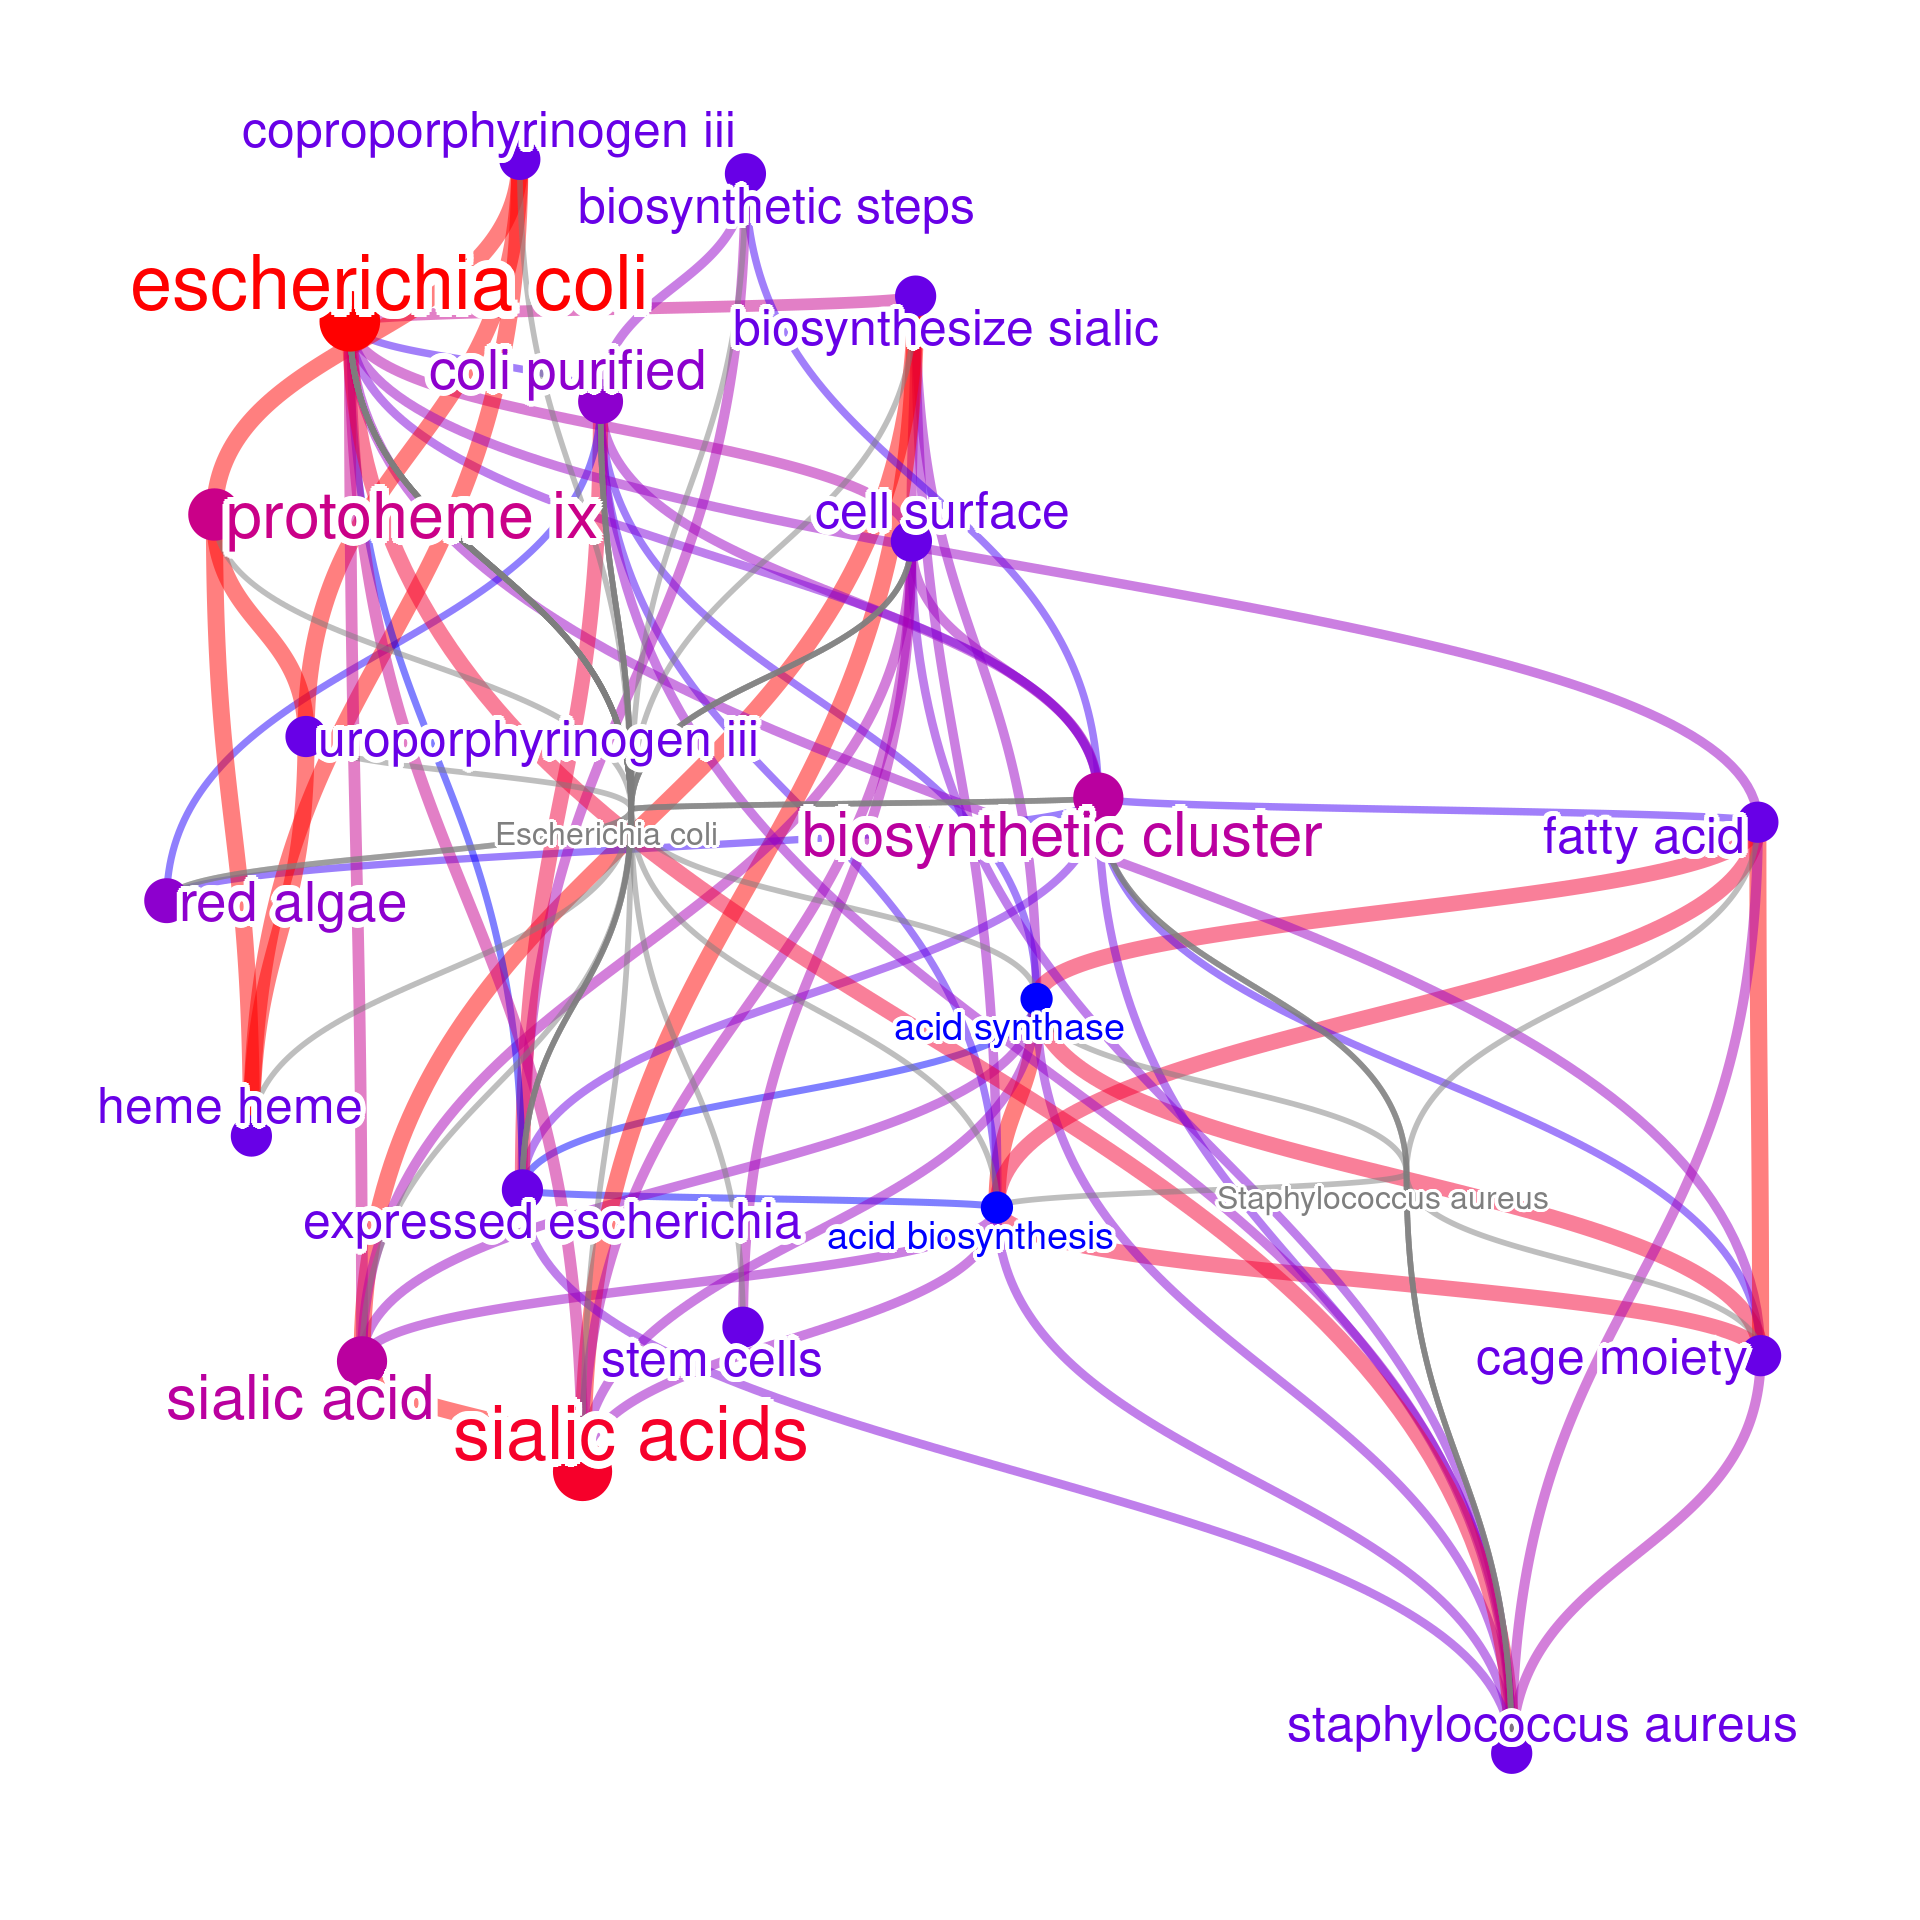 coproporphyrinogen iii
biosynthetic steps
escherichia coli
biosynthesize sialic
coli purified
cell surface
protoheme ix
uroporphyrinogen iii
Escherichia coli
biosynthetic cluster
fatty acid
red algae
acid synthase
heme heme
Staphylococcus aureus
expressed escherichia
acid biosynthesis
stem cells
cage moiety
sialic acid
sialic acids
staphylococcus aureus